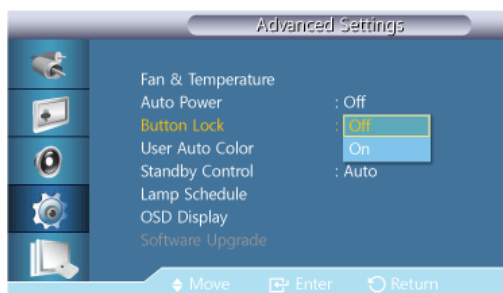 Advanced Settings
Fan & Temperature
Auto Power : Off
Button Lock : Off
On
User Auto Color
Standby Control : Auto
Lamp Schedule
OSD Display
Software Upgrade
Move Enter Return